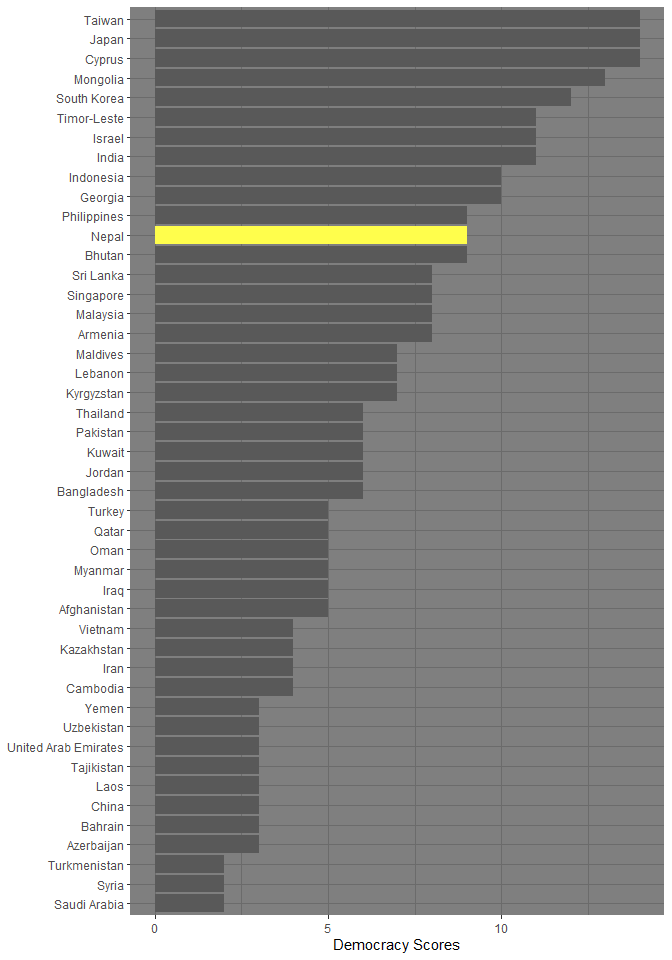 Taiwan
Japan
Cyprus
Mongolia
South Korea
Timor-Leste
Israel
India
Indonesia
Georgia
Philippines
Nepal
Bhutan
Sri Lanka
Singapore
Malaysia
Armenia
Maldives
Lebanon
Kyrgyzstan
Thailand
Pakistan
Kuwait
Jordan
Bangladesh
Turkey
Qatar
Oman
Myanmar
Iraq
Afghanistan
Vietnam
Kazakhstan
Iran
Cambodia
Yemen
Uzbekistan
United Arab Emirates
Tajikistan
Laos
China
Bahrain
Azerbaijan
Turkmenistan
Syria
Saudi Arabia
0 5 10
Democracy Scores